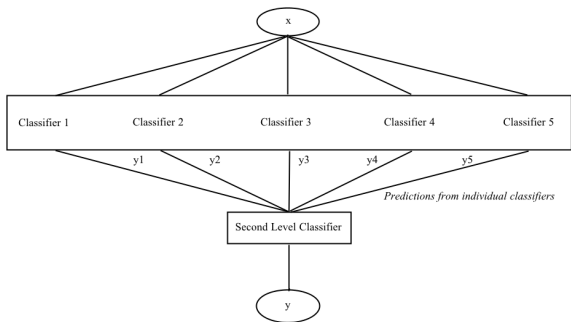 x
Classifier 1 Classifier 2 Classifier 3 Classifier 4 Classifier 5
y1 y2 y3 y4 y5
Predictions from individual classifiers
Second Level Classifier
y